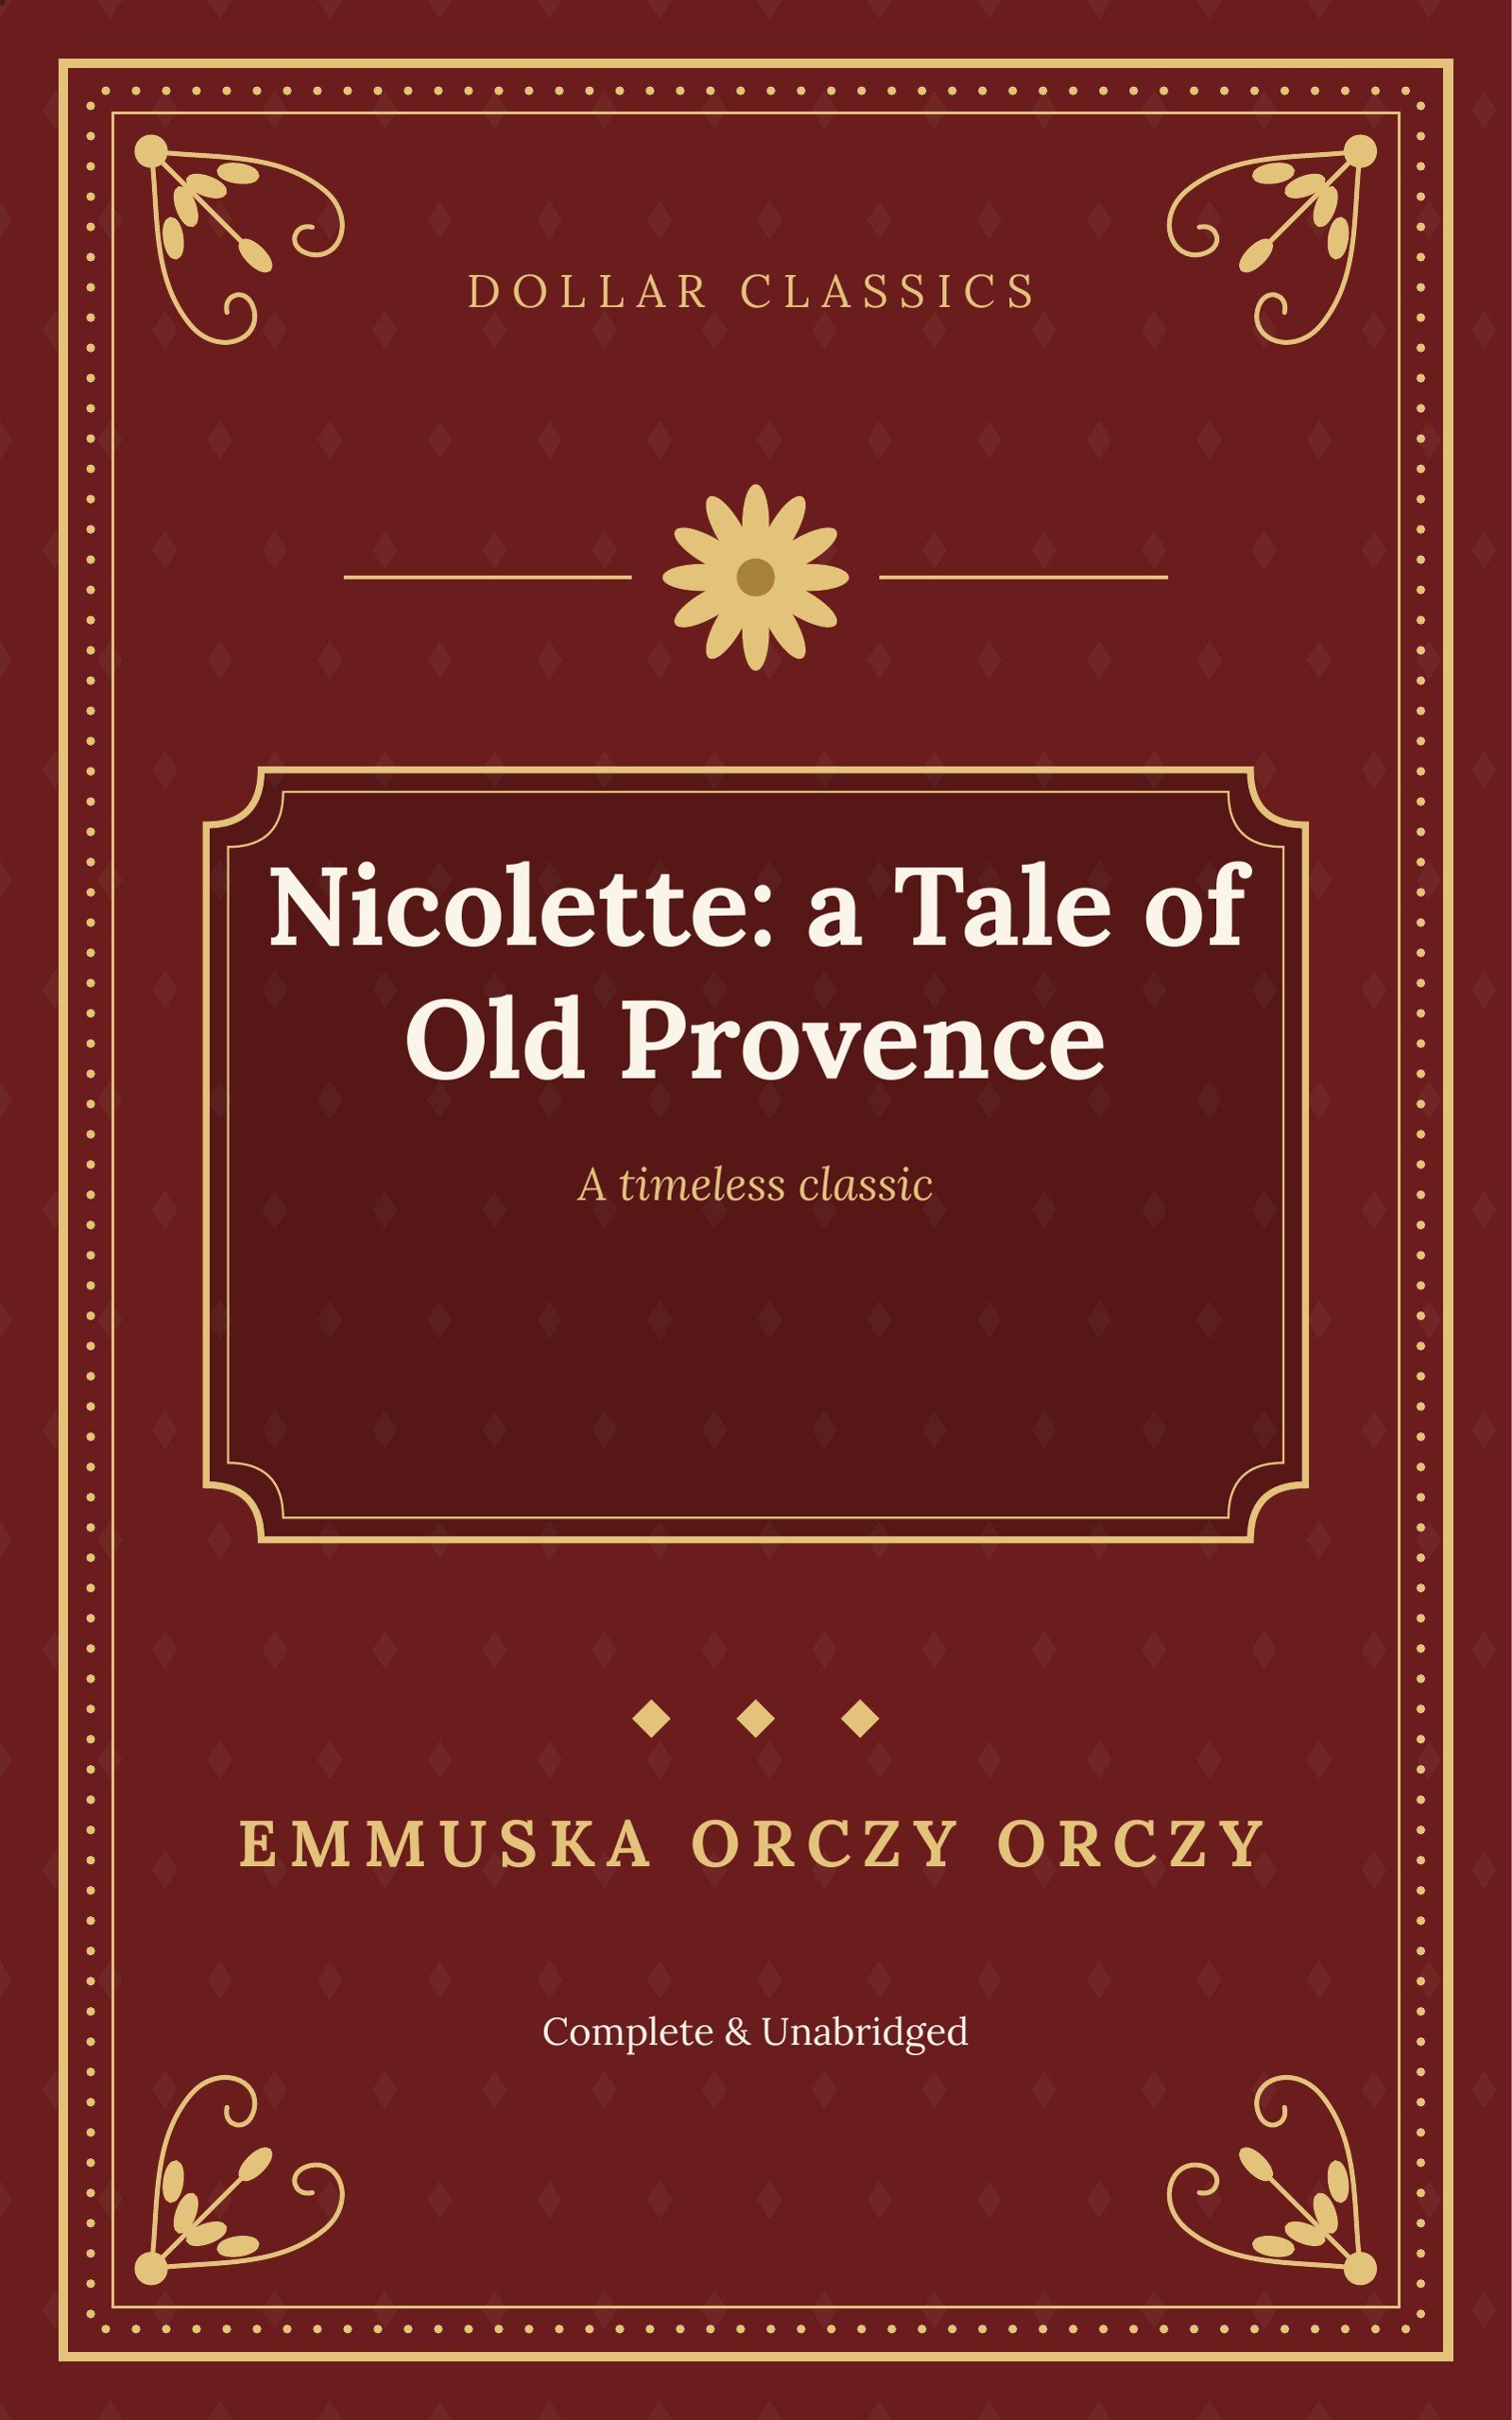 DOLLAR CLASSICS
Nicolette: a Tale of
Old Provence
A timeless classic
EMMUSKA ORCZY ORCZY
Complete & Unabridged